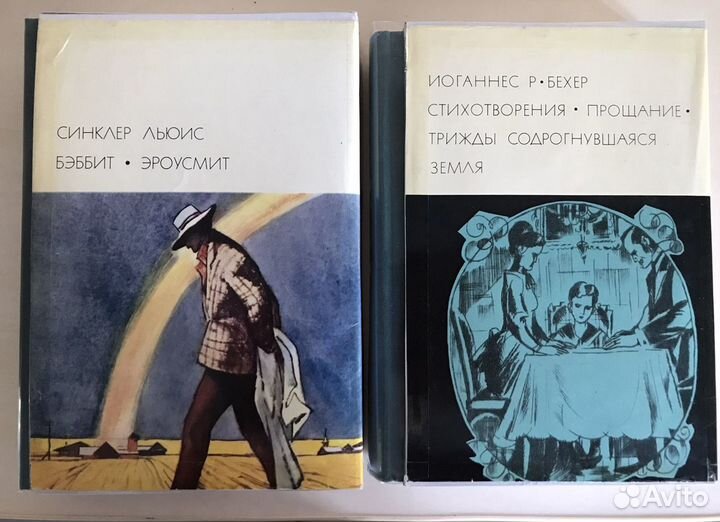 СИНКЛЕР ЛЬЮИС
БЭББИТ • ЭРОУСМИТ
ИОГАННЕС Р • БЕХЕР
СТИХОТВОРЕНИЯ • ПРОЩАНИЕ •
ТРИЖДЫ СОДРОГНУВШАЯСЯ
ЗЕМЛЯ
Avito